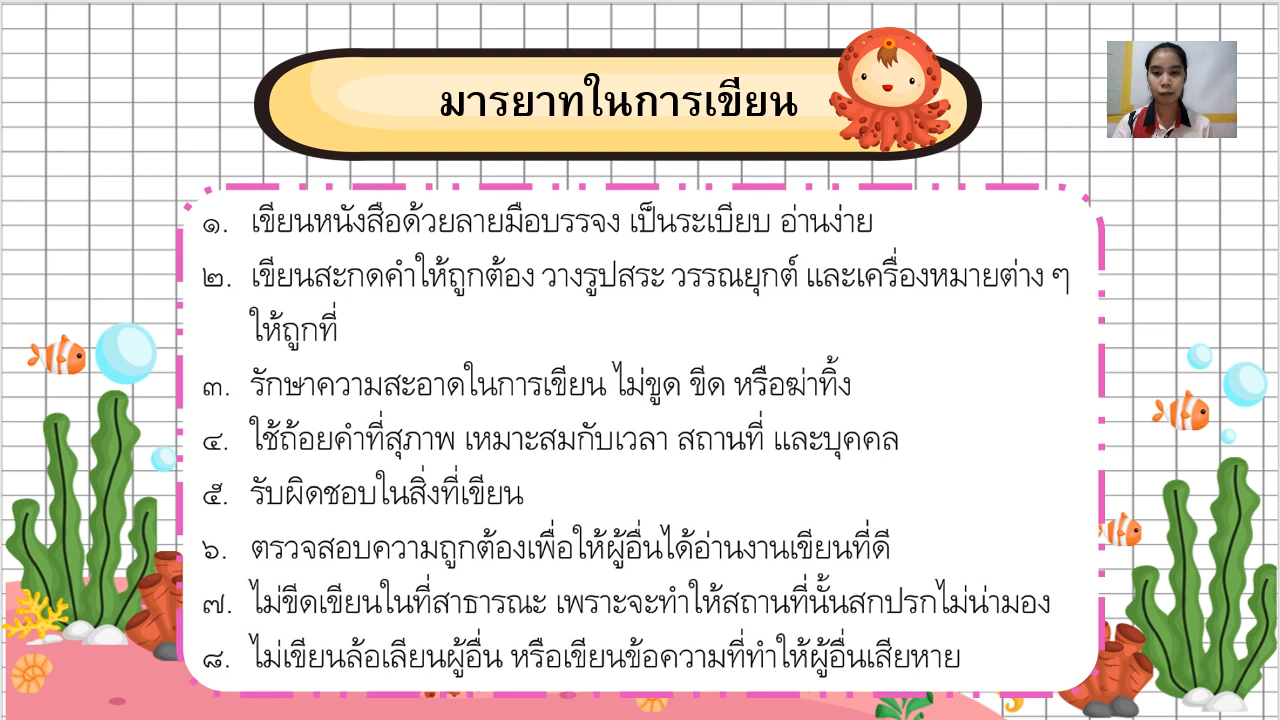 มารยาทในการเขียน
๑. เขียนหนังสือด้วยลายมือบรรจง เป็นระเบียบ อ่านง่าย
๒. เขียนสะกดคำให้ถูกต้อง วางรูปสระ วรรณยุกต์ และเครื่องหมายต่าง ๆ
ให้ถูกที่
๓. รักษาความสะอาดในการเขียน ไม่ขูด ขีด หรือฆ่าทิ้ง
๔. ใช้ถ้อยคำที่สุภาพ เหมาะสมกับเวลา สถานที่ และบุคคล
๕. รับผิดชอบในสิ่งที่เขียน
๖. ตรวจสอบความถูกต้องเพื่อให้ผู้อื่นได้อ่านงานเขียนที่ดี
๗. ไม่ขีดเขียนในที่สาธารณะ เพราะจะทำให้สถานที่นั้นสกปรกไม่น่ามอง
๘. ไม่เขียนล้อเลียนผู้อื่น หรือเขียนข้อความที่ทำให้ผู้อื่นเสียหาย